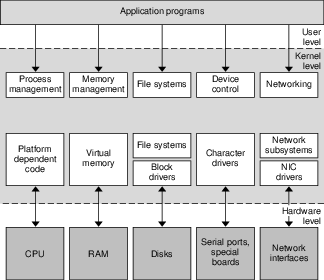 Application programs
User
level
Kernel
level
Process
management
Memory
management
File systems
Device
control
Networking
Platform
dependent
code
Virtual
memory
File systems
Block
drivers
Character
drivers
Network
subsystems
NIC
drivers
Hardware
level
CPU
RAM
Disks
Serial ports,
special
boards
Network
interfaces